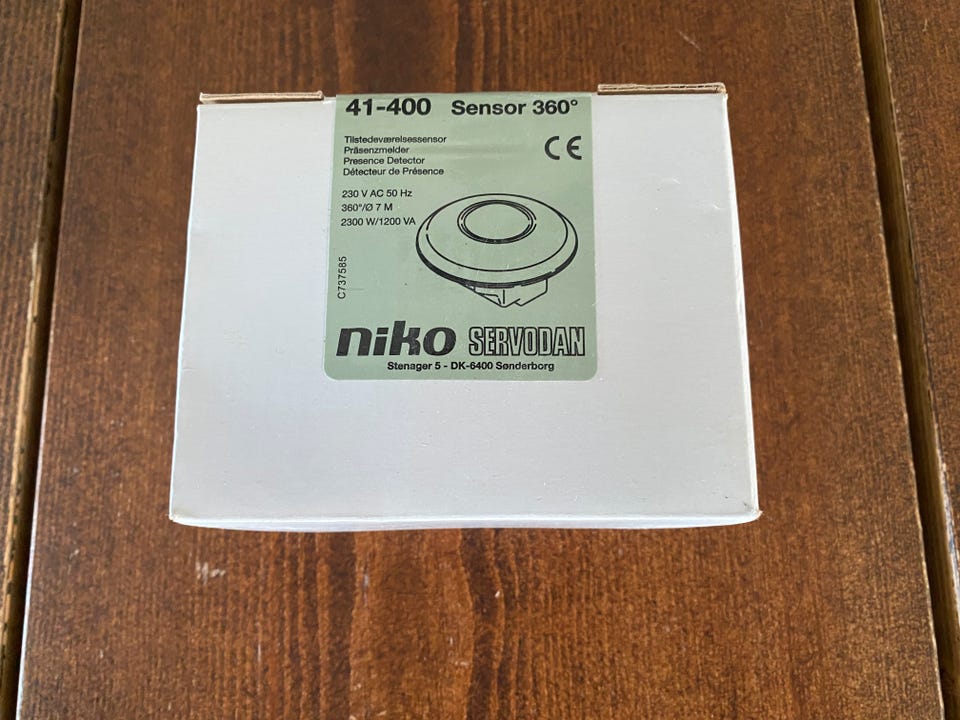 41-400 Sensor 360°
Tilstedeværelsessensor
Präsenzmelder
Presence Detector
Détecteur de Présence
CE
230 V AC 50 Hz
360°/Ø 7 M
2300 W/1200 VA
C737585
niko SERVODAN
Stenager 5 - DK-6400 Sønderborg